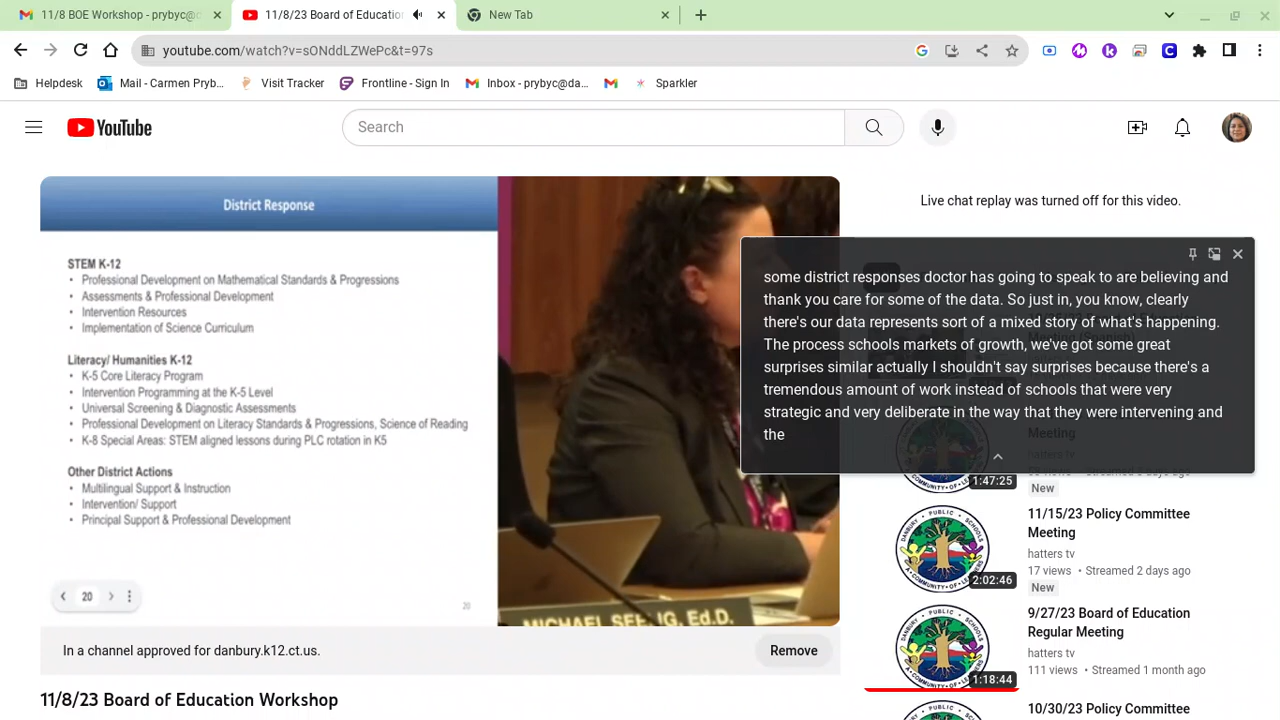 11/8 BOE Workshop - prybyc@d
11/8/23 Board of Education
New Tab
youtube.com/watch?v=sONddLZWePc&t=97s
Helpdesk
Mail - Carmen Pryb...
Visit Tracker
Frontline - Sign In
Inbox - prybyc@da...
Sparkler
YouTube
Search
District Response
STEM K-12
• Professional Development on Mathematical Standards & Progressions
• Assessments & Professional Development
• Intervention Resources
• Implementation of Science Curriculum
Literacy/ Humanities K-12
• K-5 Core Literacy Program
• Intervention Programming at the K-5 Level
• Universal Screening & Diagnostic Assessments
• Professional Development on Literacy Standards & Progressions, Science of Reading
• K-8 Special Areas: STEM aligned lessons during PLC rotation in K5
Other District Actions
• Multilingual Support & Instruction
• Intervention/ Support
• Principal Support & Professional Development
20
20
MICHAEL SEELIG, Ed.D.
Live chat replay was turned off for this video.
some district responses doctor has going to speak to are believing and
thank you care for some of the data. So just in, you know, clearly
there's our data represents sort of a mixed story of what's happening.
The process schools markets of growth, we've got some great
surprises similar actually I shouldn't say surprises because there's a
tremendous amount of work instead of schools that were very
strategic and very deliberate in the way that they were intervening and
the
Meeting
1:47:25
New
11/15/23 Policy Committee
Meeting
hatters tv
17 views • Streamed 2 days ago
New
2:02:46
DANBURY PUBLIC SCHOOLS
A COMMUNITY OF LEARNERS
9/27/23 Board of Education
Regular Meeting
hatters tv
111 views • Streamed 1 month ago
1:18:44
10/30/23 Policy Committee
In a channel approved for danbury.k12.ct.us.
Remove
11/8/23 Board of Education Workshop